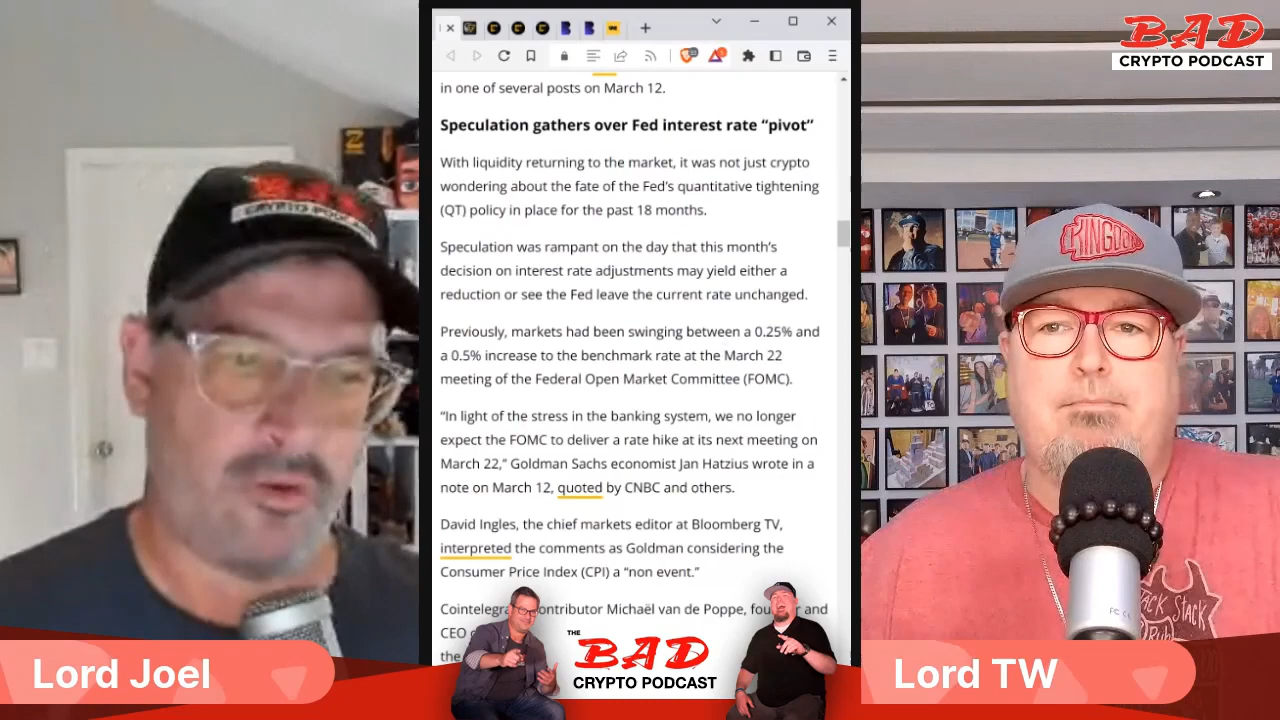 BAD
CRYPTO PODCAST
in one of several posts on March 12.
Speculation gathers over Fed interest rate “pivot”
With liquidity returning to the market, it was not just crypto
wondering about the fate of the Fed’s quantitative tightening
(QT) policy in place for the past 18 months.
Speculation was rampant on the day that this month’s
decision on interest rate adjustments may yield either a
reduction or see the Fed leave the current rate unchanged.
Previously, markets had been swinging between a 0.25% and
a 0.5% increase to the benchmark rate at the March 22
meeting of the Federal Open Market Committee (FOMC).
“In light of the stress in the banking system, we no longer
expect the FOMC to deliver a rate hike at its next meeting on
March 22,” Goldman Sachs economist Jan Hatzius wrote in a
note on March 12, quoted by CNBC and others.
David Ingles, the chief markets editor at Bloomberg TV,
interpreted the comments as Goldman considering the
Consumer Price Index (CPI) a “non event.”
Michaël van de Poppe, and
CEO
the
CRYPTO PODCAST
KINGDOM
STACK
THE
BAD
CRYPTO PODCAST
Lord Joel
Lord TW